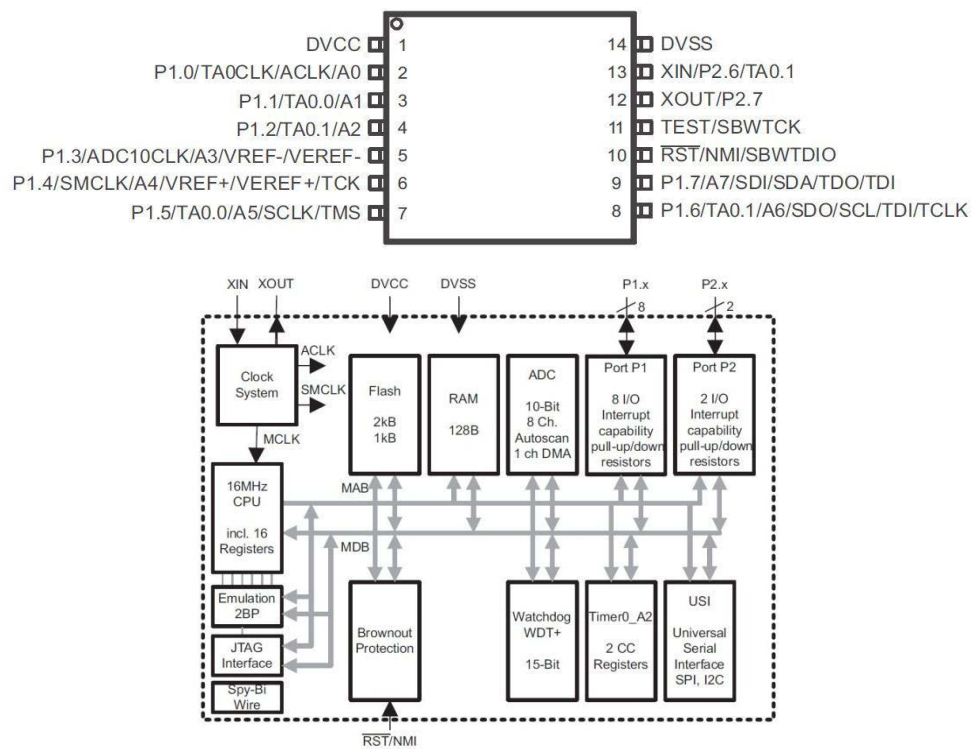 DVCC 1 14 DVSS
P1.0/TA0CLK/ACLK/A0 2 13 XIN/P2.6/TA0.1
P1.1/TA0.0/A1 3 12 XOUT/P2.7
P1.2/TA0.1/A2 4 11 TEST/SBWTCK
P1.3/ADC10CLK/A3/VREF-/VEREF- 5 10 RST/NMI/SBWTDIO
P1.4/SMCLK/A4/VREF+/VEREF+/TCK 6 9 P1.7/A7/SDI/SDA/TDO/TDI
P1.5/TA0.0/A5/SCLK/TMS 7 8 P1.6/TA0.1/A6/SDO/SCL/TDI/TCLK
XIN XOUT DVCC DVSS P1.x P2.x
8 2
Clock
System
ACLK
SMCLK
MCLK
Flash
2kB
1kB
RAM
128B
ADC
10-Bit
8 Ch.
Autoscan
1 ch DMA
Port P1
8 I/O
Interrupt
capability
pull-up/down
resistors
Port P2
2 I/O
Interrupt
capability
pull-up/down
resistors
16MHz
CPU
incl. 16
Registers
MAB
MDB
Emulation
2BP
JTAG
Interface
Spy-Bi
Wire
Brownout
Protection
Watchdog
WDT+
15-Bit
Timer0_A2
2 CC
Registers
USI
Universal
Serial
Interface
SPI, I2C
RST/NMI